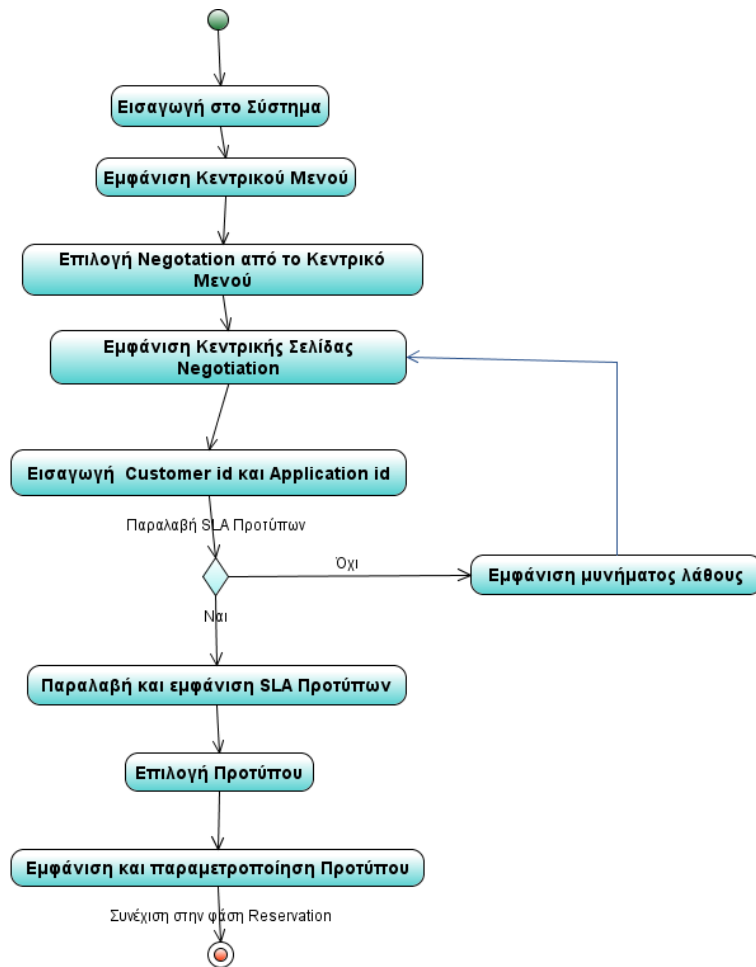 Εισαγωγή στο Σύστημα
Εμφάνιση Κεντρικού Μενού
Επιλογή Negotation από το Κεντρικό
Μενού
Εμφάνιση Κεντρικής Σελίδας
Negotiation
Εισαγωγή Customer id και Application id
Παραλαβή SLA Προτύπων
Όχι
Εμφάνιση μυνήματος λάθους
Ναι
Παραλαβή και εμφάνιση SLA Προτύπων
Επιλογή Προτύπου
Εμφάνιση και παραμετροποίηση Προτύπου
Συνέχιση στην φάση Reservation